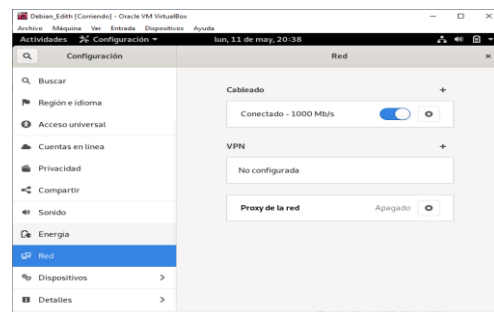 Debian_Edith [Corriendo] - Oracle VM VirtualBox
Archivo Máquina Ver Entrada Dispositivos Ayuda
Actividades Configuración lun, 11 de may, 20:38
Configuración Red
Buscar
Región e idioma
Acceso universal
Cuentas en línea
Privacidad
Compartir
Sonido
Energía
Red
Dispositivos
Detalles
Cableado +
Conectado - 1000 Mb/s
VPN +
No configurada
Proxy de la red Apagado